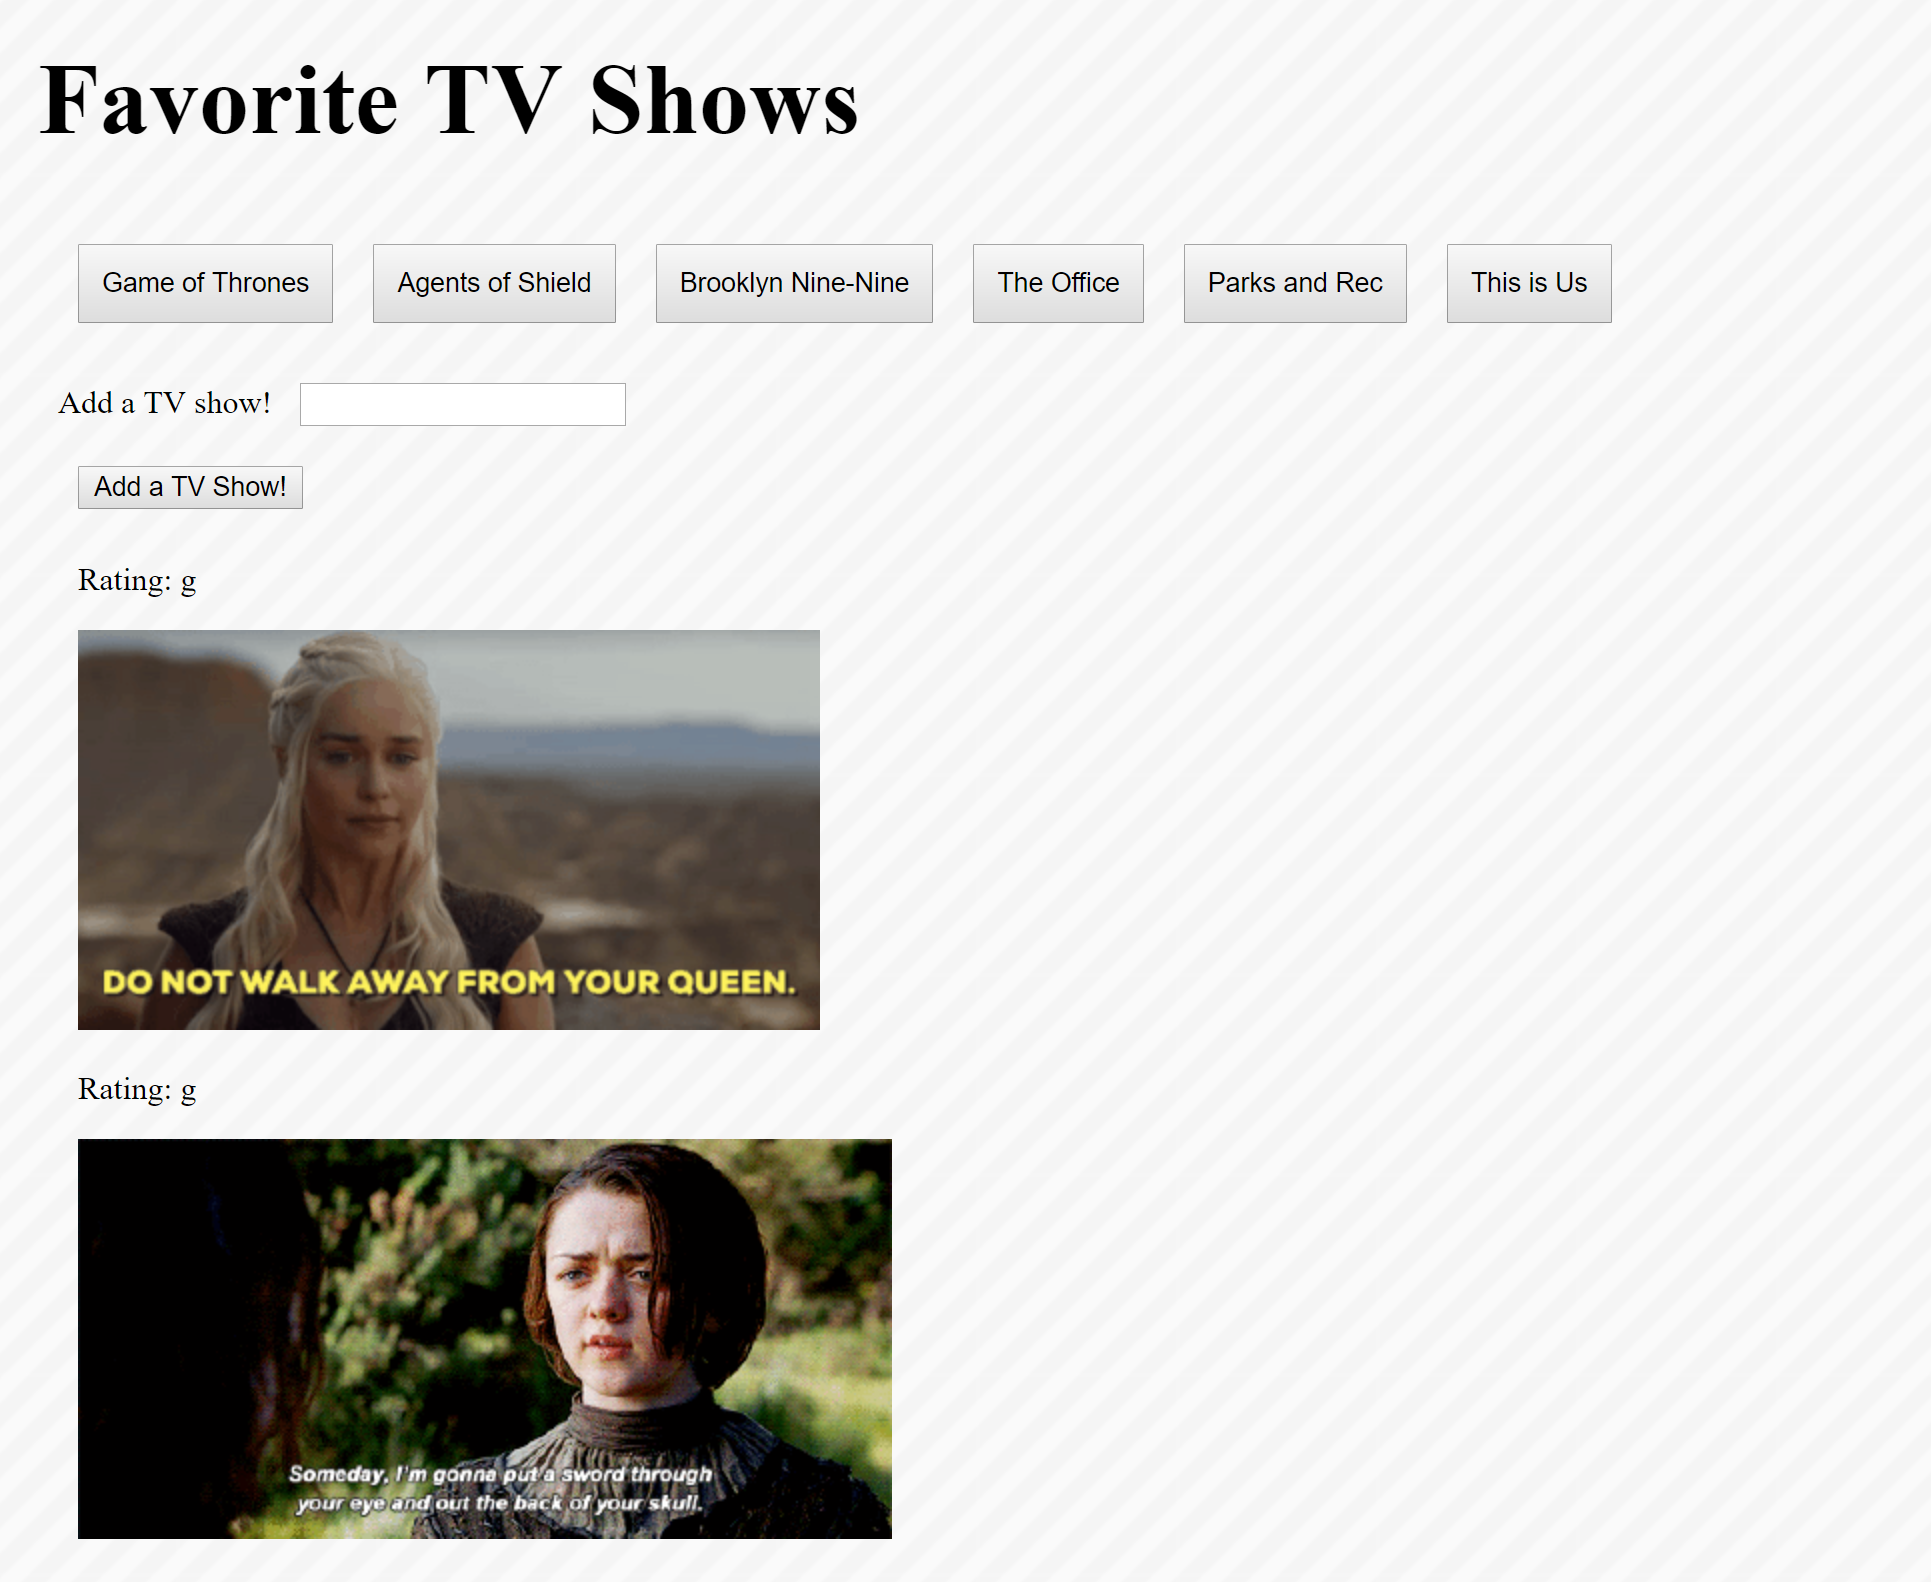 Favorite TV Shows
Game of Thrones Agents of Shield Brooklyn Nine-Nine The Office Parks and Rec This is Us
Add a TV show!
Add a TV Show!
Rating: g
DO NOT WALK AWAY FROM YOUR QUEEN.
Rating: g
Someday, I'm gonna put a sword through
your eye and out the back of your skull.